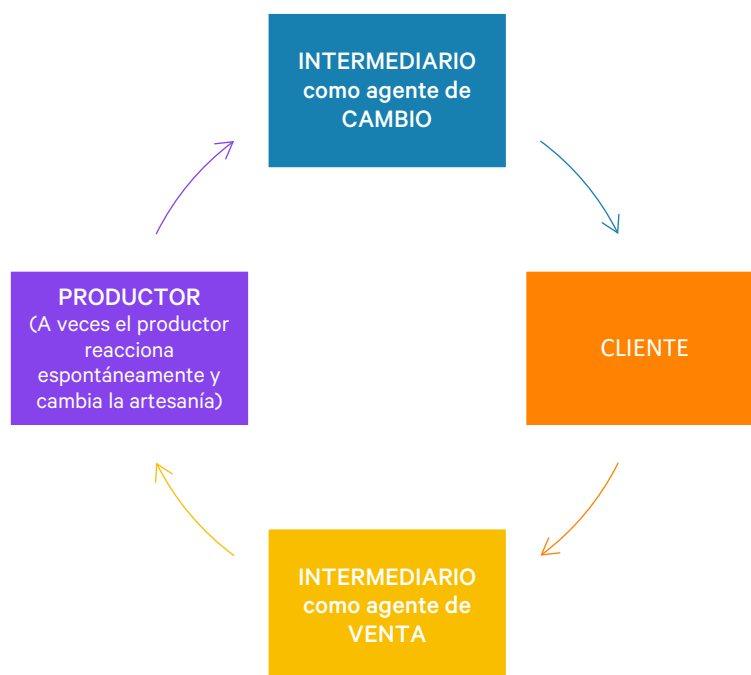 INTERMEDIARIO
como agente de
CAMBIO
PRODUCTOR
(A veces el productor
reacciona
espontáneamente y
cambia la artesanía)
CLIENTE
INTERMEDIARIO
como agente de
VENTA